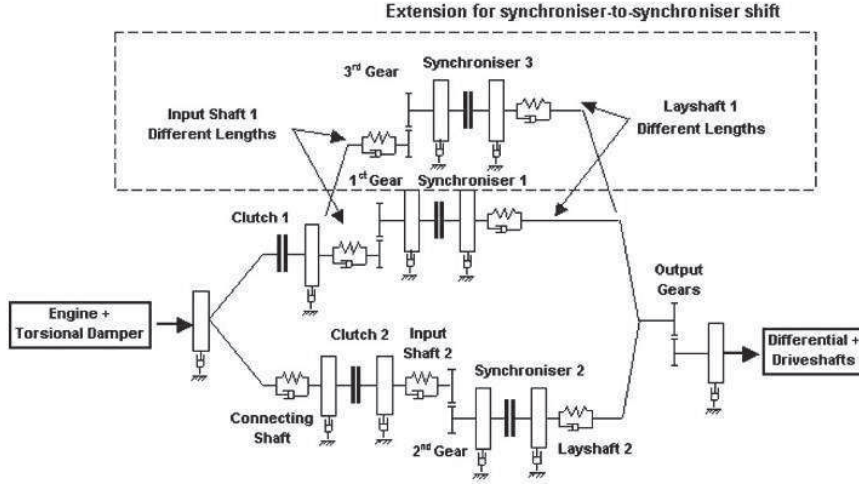 Extension for synchroniser-to-synchroniser shift
3rd Gear
Synchroniser 3
Input Shaft 1
Different Lengths
Layshaft 1
Different Lengths
1st Gear
Synchroniser 1
Clutch 1
Output
Gears
Engine +
Torsional Damper
Differential +
Driveshafts
Clutch 2
Input
Shaft 2
Synchroniser 2
Connecting
Shaft
2nd Gear
Layshaft 2